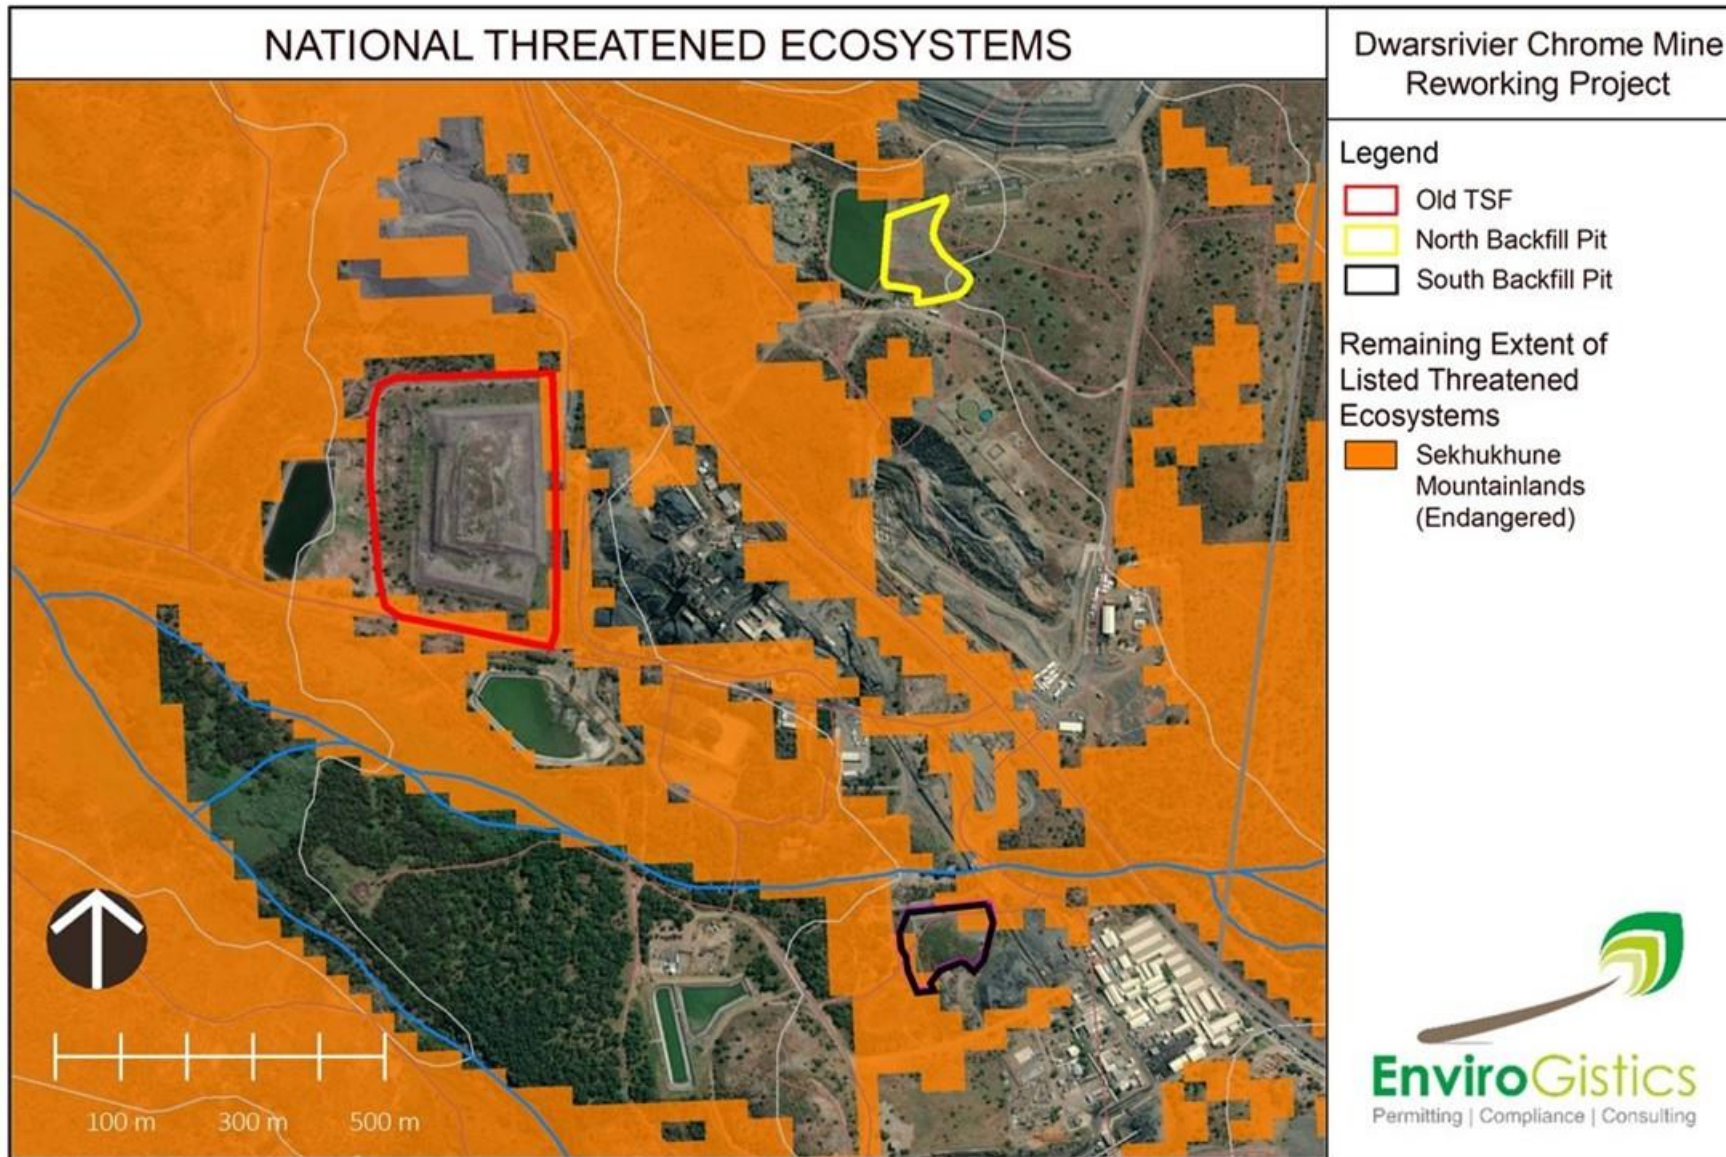 NATIONAL THREATENED ECOSYSTEMS
Dwarsrivier Chrome Mine
Reworking Project
Legend
Old TSF
North Backfill Pit
South Backfill Pit
Remaining Extent of
Listed Threatened
Ecosystems
Sekhukhune
Mountainlands
(Endangered)
100 m 300 m 500 m
EnviroGistics
Permitting | Compliance | Consulting